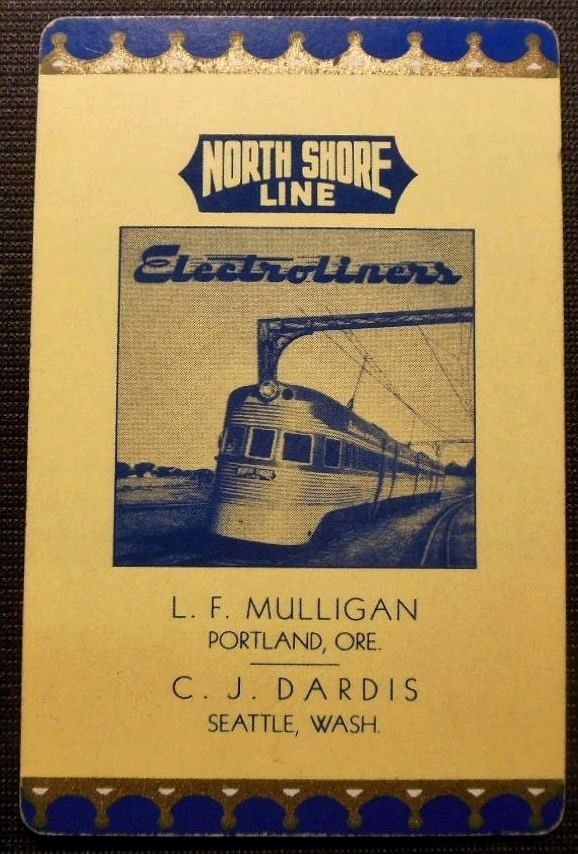 NORTH SHORE
LINE
Electroliners
L. F. MULLIGAN
PORTLAND, ORE.
C. J. DARDIS
SEATTLE, WASH.